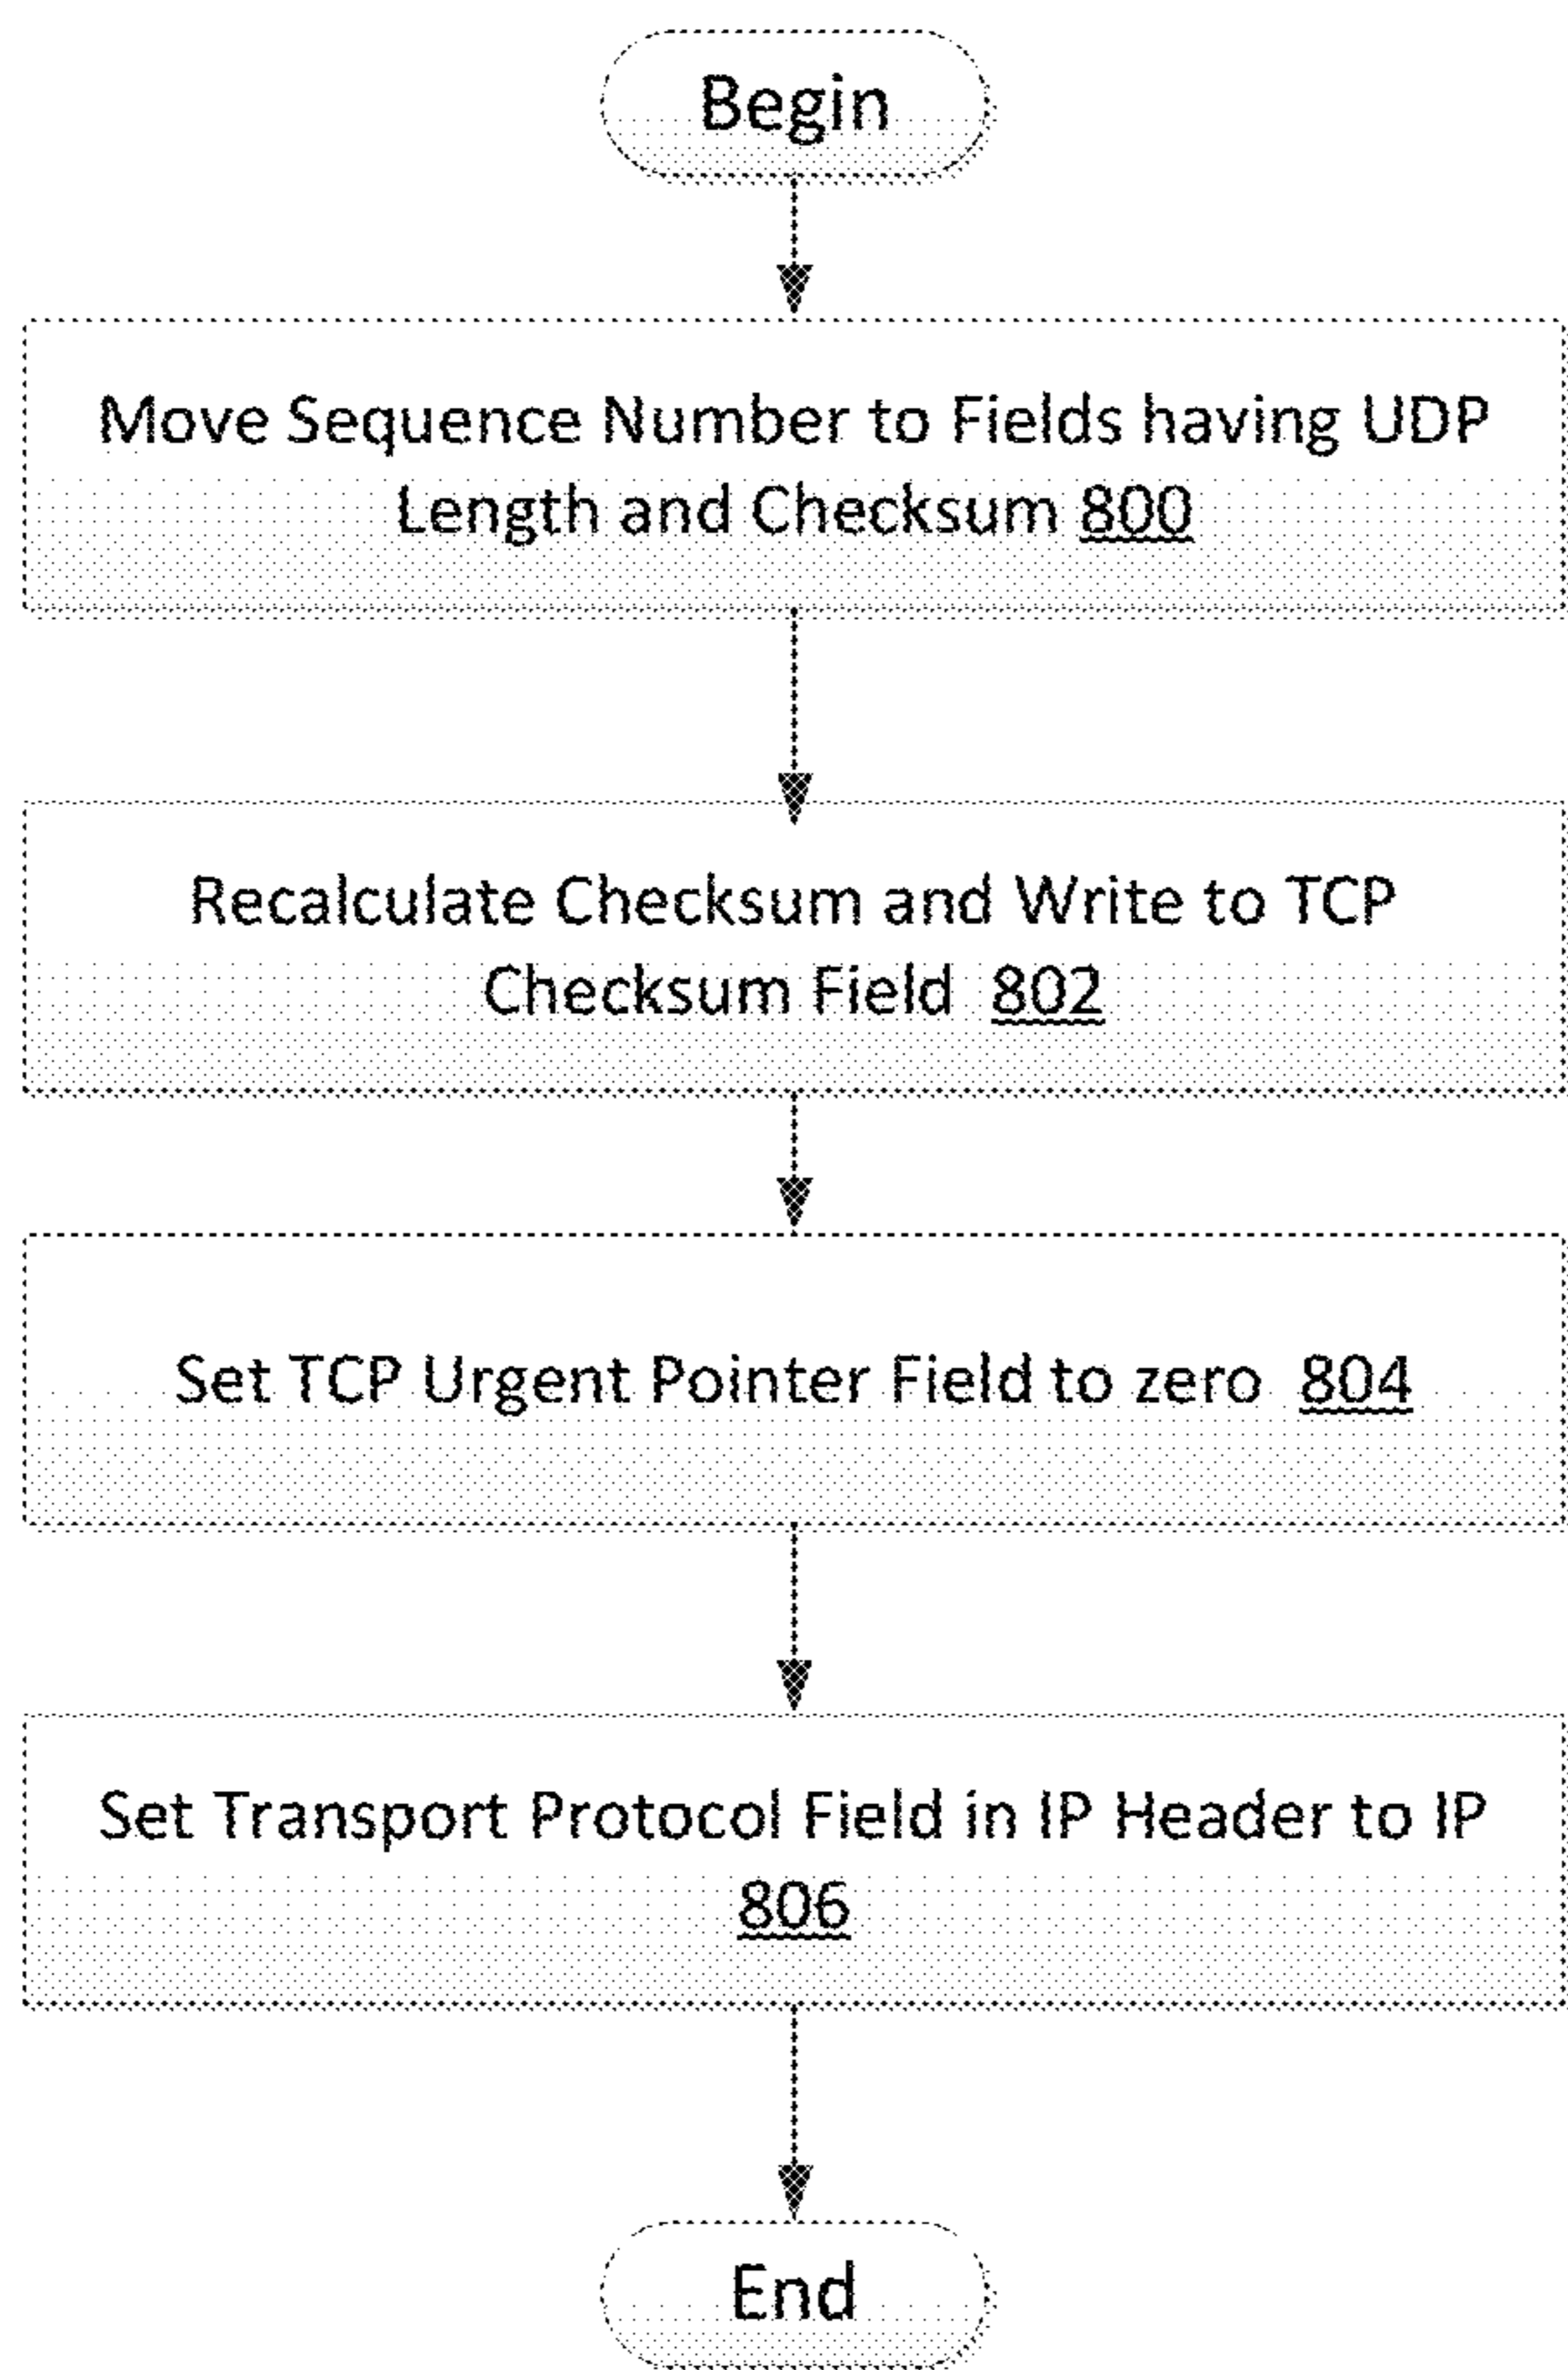 Begin
Move Sequence Number to Fields having UDP
Length and Checksum 800
Recalculate Checksum and Write to TCP
Checksum Field 802
Set TCP Urgent Pointer Field to zero 804
Set Transport Protocol Field in IP Header to IP
806
End